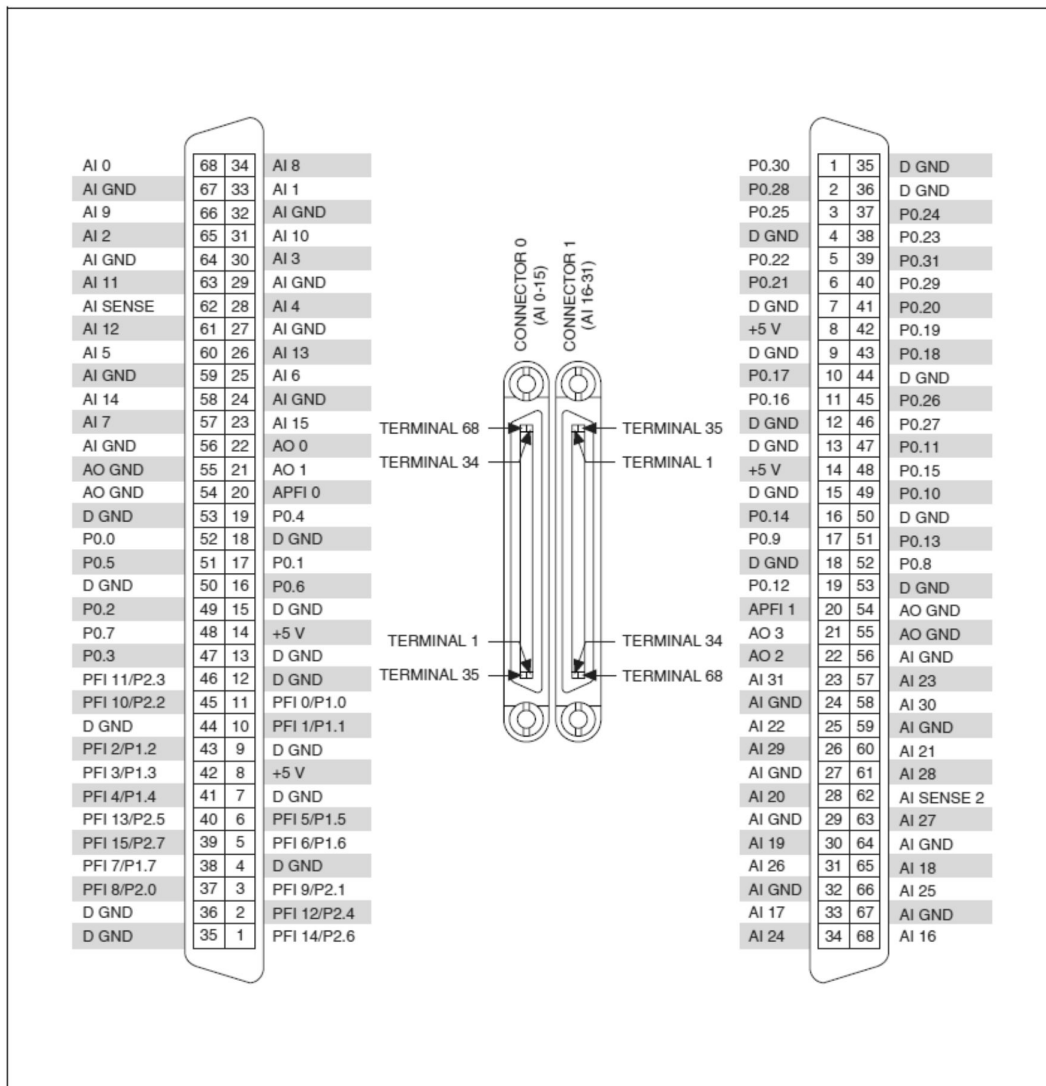 CONNECTOR 0
(AI 0-15)
CONNECTOR 1
(AI 16-31)
AI 0 68 34 AI 8
AI GND 67 33 AI 1
AI 9 66 32 AI GND
AI 2 65 31 AI 10
AI GND 64 30 AI 3
AI 11 63 29 AI GND
AI SENSE 62 28 AI 4
AI 12 61 27 AI GND
AI 5 60 26 AI 13
AI GND 59 25 AI 6
AI 14 58 24 AI GND
AI 7 57 23 AI 15
AI GND 56 22 AO 0
AO GND 55 21 AO 1
AO GND 54 20 APFI 0
D GND 53 19 P0.4
P0.0 52 18 D GND
P0.5 51 17 P0.1
D GND 50 16 P0.6
P0.2 49 15 D GND
P0.7 48 14 +5 V
P0.3 47 13 D GND
PFI 11/P2.3 46 12 D GND
PFI 10/P2.2 45 11 PFI 0/P1.0
D GND 44 10 PFI 1/P1.1
PFI 2/P1.2 43 9 D GND
PFI 3/P1.3 42 8 +5 V
PFI 4/P1.4 41 7 D GND
PFI 13/P2.5 40 6 PFI 5/P1.5
PFI 15/P2.7 39 5 PFI 6/P1.6
PFI 7/P1.7 38 4 D GND
PFI 8/P2.0 37 3 PFI 9/P2.1
D GND 36 2 PFI 12/P2.4
D GND 35 1 PFI 14/P2.6
TERMINAL 68
TERMINAL 34
TERMINAL 35
TERMINAL 1
TERMINAL 1
TERMINAL 35
TERMINAL 34
TERMINAL 68
P0.30 1 35 D GND
P0.28 2 36 D GND
P0.25 3 37 P0.24
D GND 4 38 P0.23
P0.22 5 39 P0.31
P0.21 6 40 P0.29
D GND 7 41 P0.20
+5 V 8 42 P0.19
D GND 9 43 P0.18
P0.17 10 44 D GND
P0.16 11 45 P0.26
D GND 12 46 P0.27
D GND 13 47 P0.11
+5 V 14 48 P0.15
D GND 15 49 P0.10
P0.14 16 50 D GND
P0.9 17 51 P0.13
D GND 18 52 P0.8
P0.12 19 53 D GND
APFI 1 20 54 AO GND
AO 3 21 55 AO GND
AO 2 22 56 AI GND
AI 31 23 57 AI 23
AI GND 24 58 AI 30
AI 22 25 59 AI GND
AI 29 26 60 AI 21
AI GND 27 61 AI 28
AI 20 28 62 AI SENSE 2
AI GND 29 63 AI 27
AI 19 30 64 AI GND
AI 26 31 65 AI 18
AI GND 32 66 AI 25
AI 17 33 67 AI GND
AI 24 34 68 AI 16